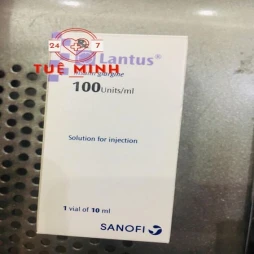 24 7
Lantus®
TUỆ MINH
100 Units/ml
Solution for injection
1 vial of 10 ml
SANOFI